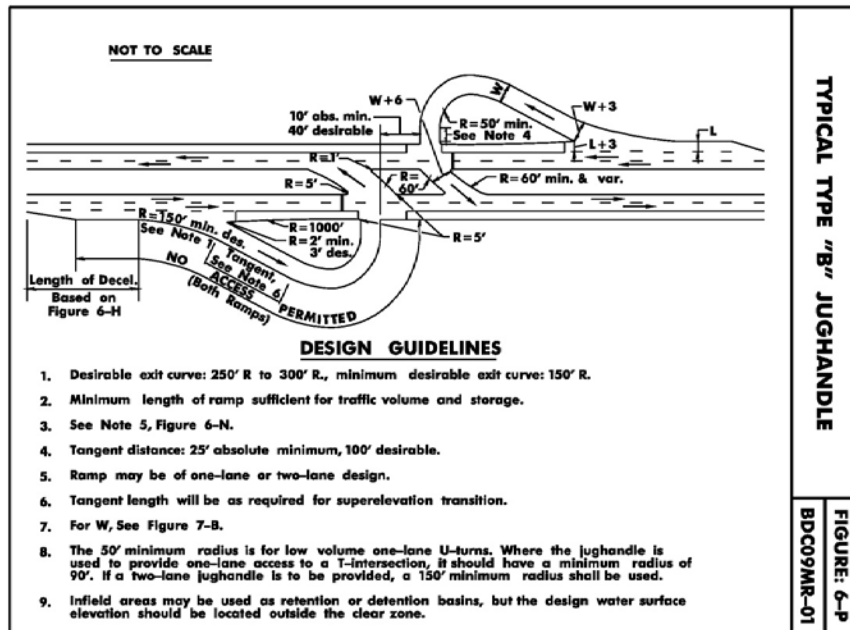 NOT TO SCALE
W+6
W
W+3
10' abs. min.
40' desirable
R=50' min.
See Note 4
L
L+3
R=1'
R=
60'
R=60' min. & var.
R=5'
R=150' min. des.
See Note 1
R=1000'
R=2' min.
3' des.
R=5'
Tangent,
See Note 6
NO
ACCESS
(Both Ramps)
PERMITTED
Length of Decel.
Based on
Figure 6-H
DESIGN GUIDELINES
1. Desirable exit curve: 250' R to 300' R., minimum desirable exit curve: 150' R.
2. Minimum length of ramp sufficient for traffic volume and storage.
3. See Note 5, Figure 6-N.
4. Tangent distance: 25' absolute minimum, 100' desirable.
5. Ramp may be of one-lane or two-lane design.
6. Tangent length will be as required for superelevation transition.
7. For W, See Figure 7-B.
8. The 50' minimum radius is for low volume one-lane U-turns. Where the jughandle is
used to provide one-lane access to a T-intersection, it should have a minimum radius of
90'. If a two-lane jughandle is to be provided, a 150' minimum radius shall be used.
9. Infield areas may be used as retention or detention basins, but the design water surface
elevation should be located outside the clear zone.
TYPICAL TYPE "B" JUGHANDLE
FIGURE: 6-P
BDC09MR-01